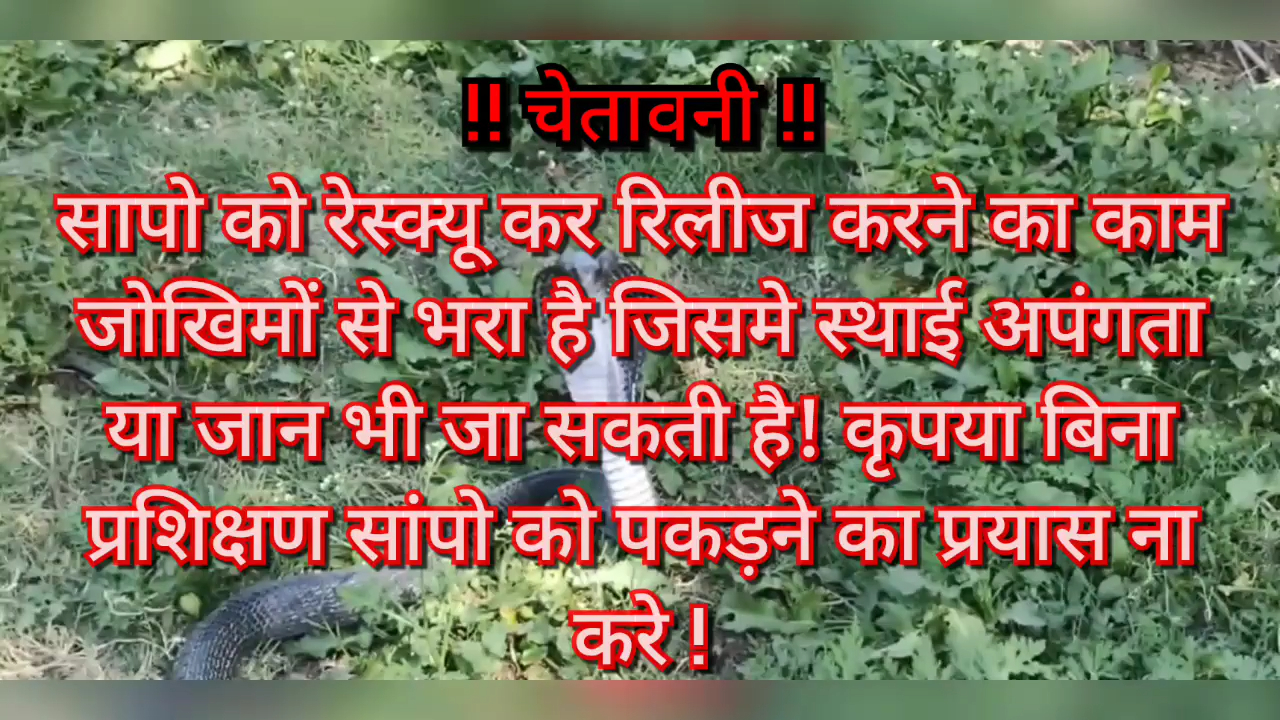 !! चेतावनी !!
सापो को रेस्क्यू कर रिलीज करने का काम
जोखिमों से भरा है जिसमे स्थाई अपंगता
या जान भी जा सकती है! कृपया बिना
प्रशिक्षण सांपो को पकड़ने का प्रयास ना
करे !